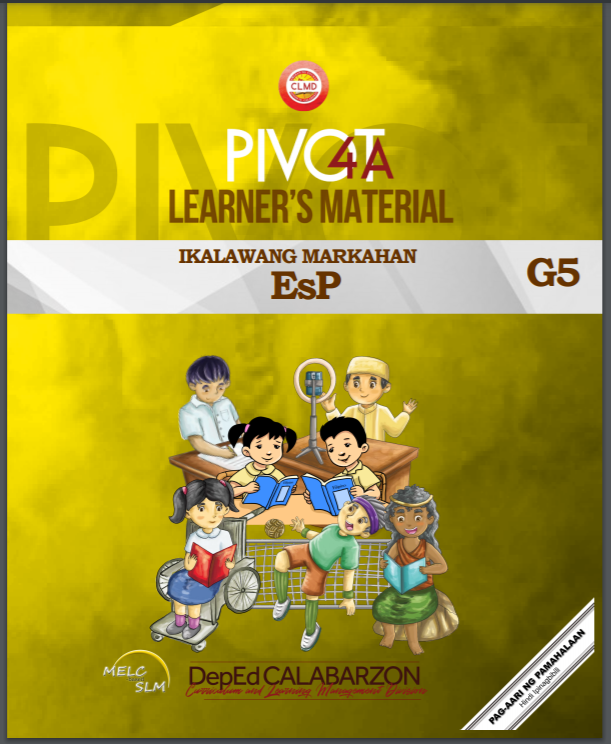 CLMD
PIVOT
4A
LEARNER'S MATERIAL
IKALAWANG MARKAHAN
EsP
G5
MELC
SLM
DepEd CALABARZON
Curriculum and Learning Management Division
PAG-AARI NG PAMAHALAAN
Hindi Ipinagbibili